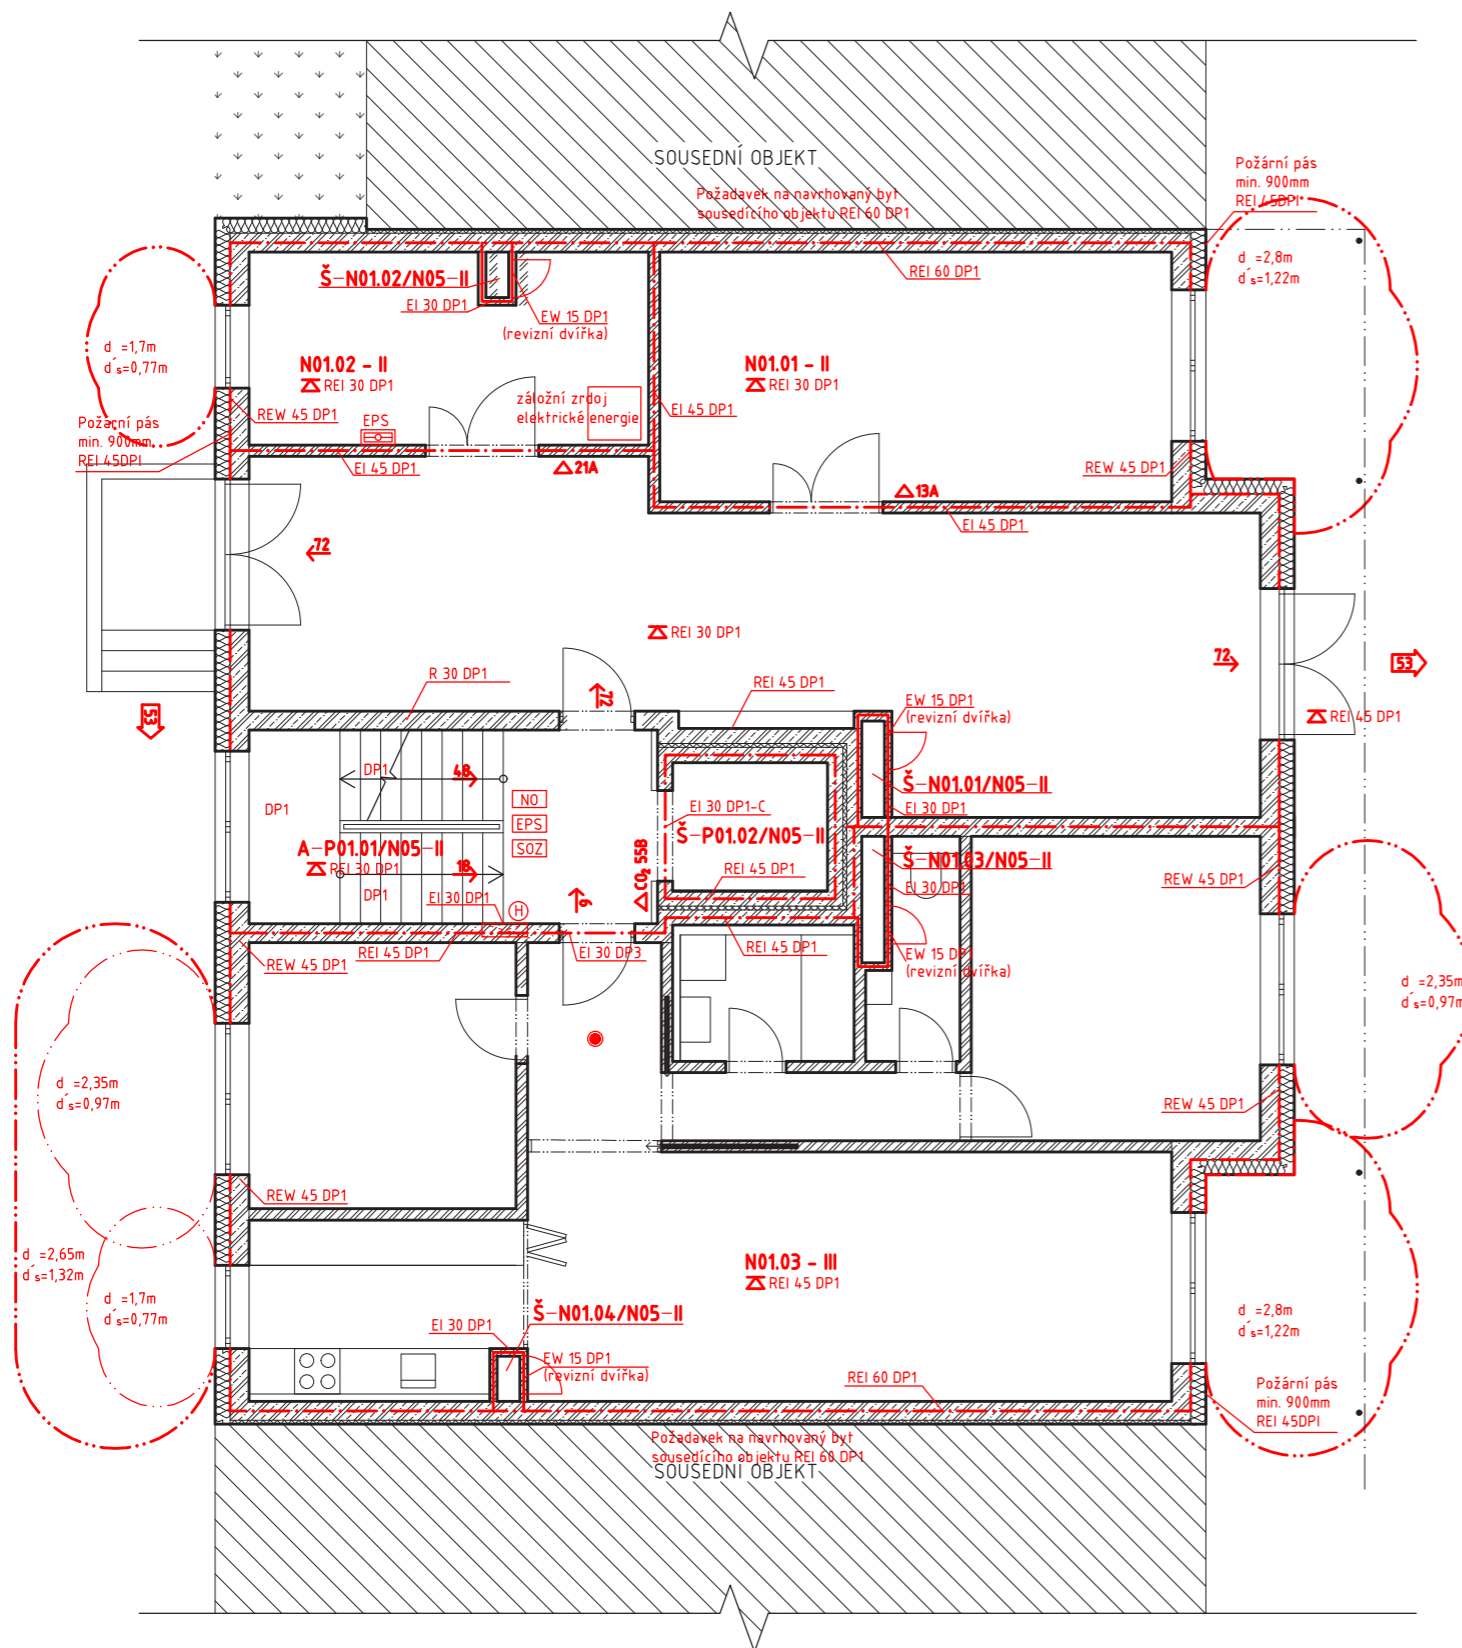 SOUSEDNÍ OBJEKT
Požadavek na navrhovaný byt
sousedícího objektu REI 60 DP1
Požární pás
min. 900mm
REI 45DPI
d =2,8m
d´s=1,22m
REI 60 DP1
Š-N01.02/N05-II
EI 30 DP1
EW 15 DP1
(revizní dvířka)
d =1,7m
d´s=0,77m
N01.02 - II
REI 30 DP1
N01.01 - II
REI 30 DP1
záložní zdroj
elektrické energie
EI 45 DP1
REW 45 DP1
EPS
Požární pás
min. 900mm
REI 45DPI
EI 45 DP1
21A
REW 45 DP1
13A
EI 45 DP1
72
REI 30 DP1
72
53
R 30 DP1
REI 45 DP1
72
EW 15 DP1
(revizní dvířka)
REI 45 DP1
53
DP1
48
Š-N01.01/N05-II
EI 30 DP1
NO
EPS
SOZ
DP1
EI 30 DP1-C
Š-P01.02/N05-II
A-P01.01/N05-II
REI 30 DP1
18
CO2 55B
Š-N01.03/N05-II
REI 45 DP1
EI 30 DP1
REW 45 DP1
DP1
EI 30 DP1
H
9
REW 45 DP1
REI 45 DP1
EI 30 DP3
REI 45 DP1
EW 15 DP1
(revizní dvířka)
d =2,35m
d´s=0,97m
d =2,35m
d´s=0,97m
REW 45 DP1
REW 45 DP1
d =2,65m
d´s=1,32m
d =1,7m
d´s=0,77m
N01.03 - III
REI 45 DP1
Š-N01.04/N05-II
EI 30 DP1
EW 15 DP1
(revizní dvířka)
d =2,8m
d´s=1,22m
REI 60 DP1
Požární pás
min. 900mm
REI 45DPI
Požadavek na navrhovaný byt
sousedícího objektu REI 60 DP1
SOUSEDNÍ OBJEKT